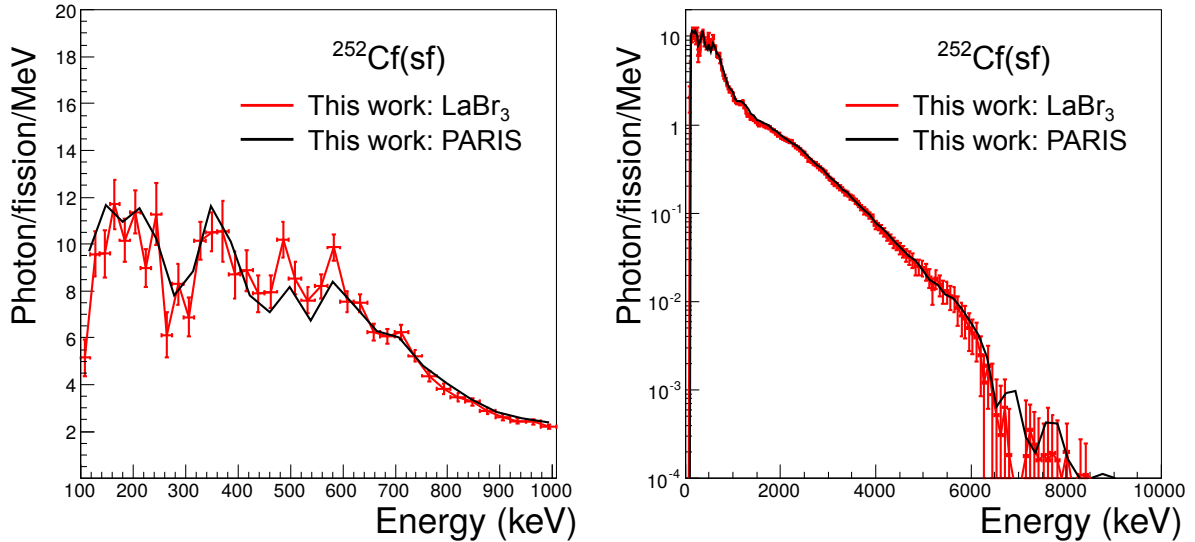 20
18
16
14
12
10
8
6
4
2
Photon/fission/MeV
²⁵²Cf(sf)
This work: LaBr₃
This work: PARIS
100 200 300 400 500 600 700 800 900 1000
Energy (keV)
10
1
10⁻¹
10⁻²
10⁻³
10⁻⁴
Photon/fission/MeV
²⁵²Cf(sf)
This work: LaBr₃
This work: PARIS
0 2000 4000 6000 8000 10000
Energy (keV)